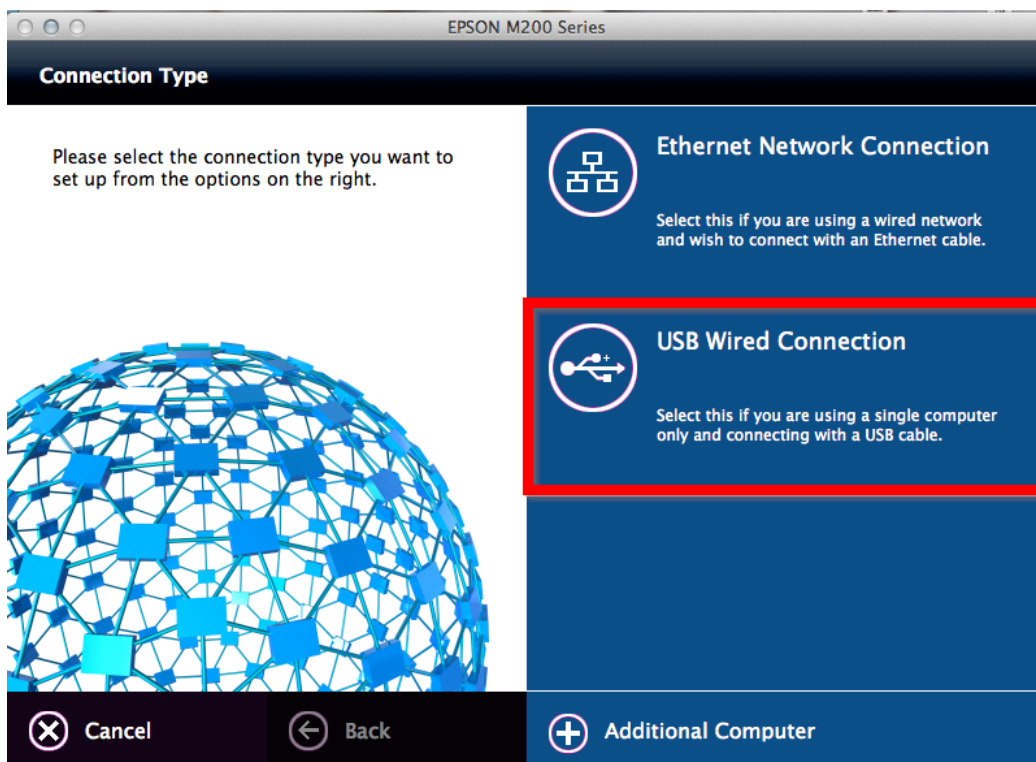 EPSON M200 Series
Connection Type
Please select the connection type you want to
set up from the options on the right.
Ethernet Network Connection
Select this if you are using a wired network
and wish to connect with an Ethernet cable.
USB Wired Connection
Select this if you are using a single computer
only and connecting with a USB cable.
Cancel
Back
Additional Computer